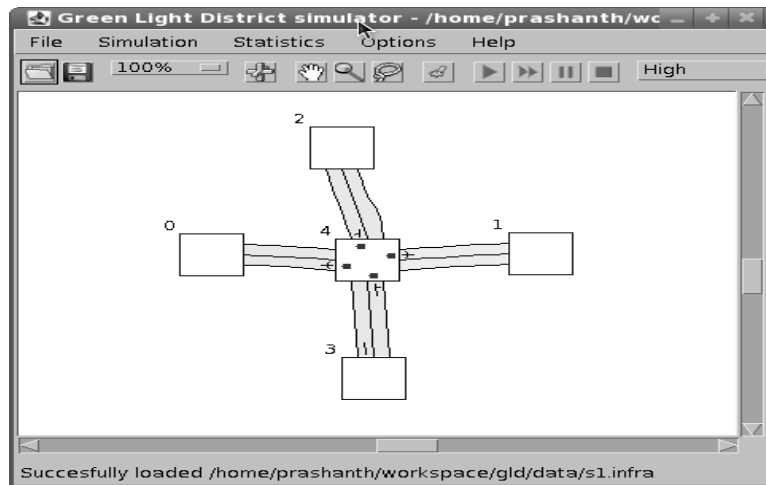 Green Light District simulator - /home/prashanth/wo
File Simulation Statistics Options Help
100% High
2
0
4
1
3
Succesfully loaded /home/prashanth/workspace/gld/data/s1.infra